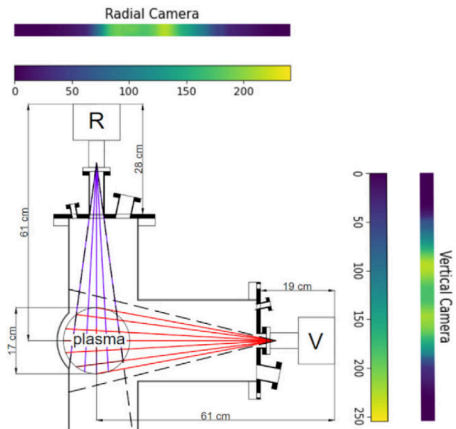 Radial Camera
0 50 100 150 200
R
28 cm
61 cm
0
50
100
150
200
250
Vertical Camera
19 cm
17 cm
plasma
V
61 cm